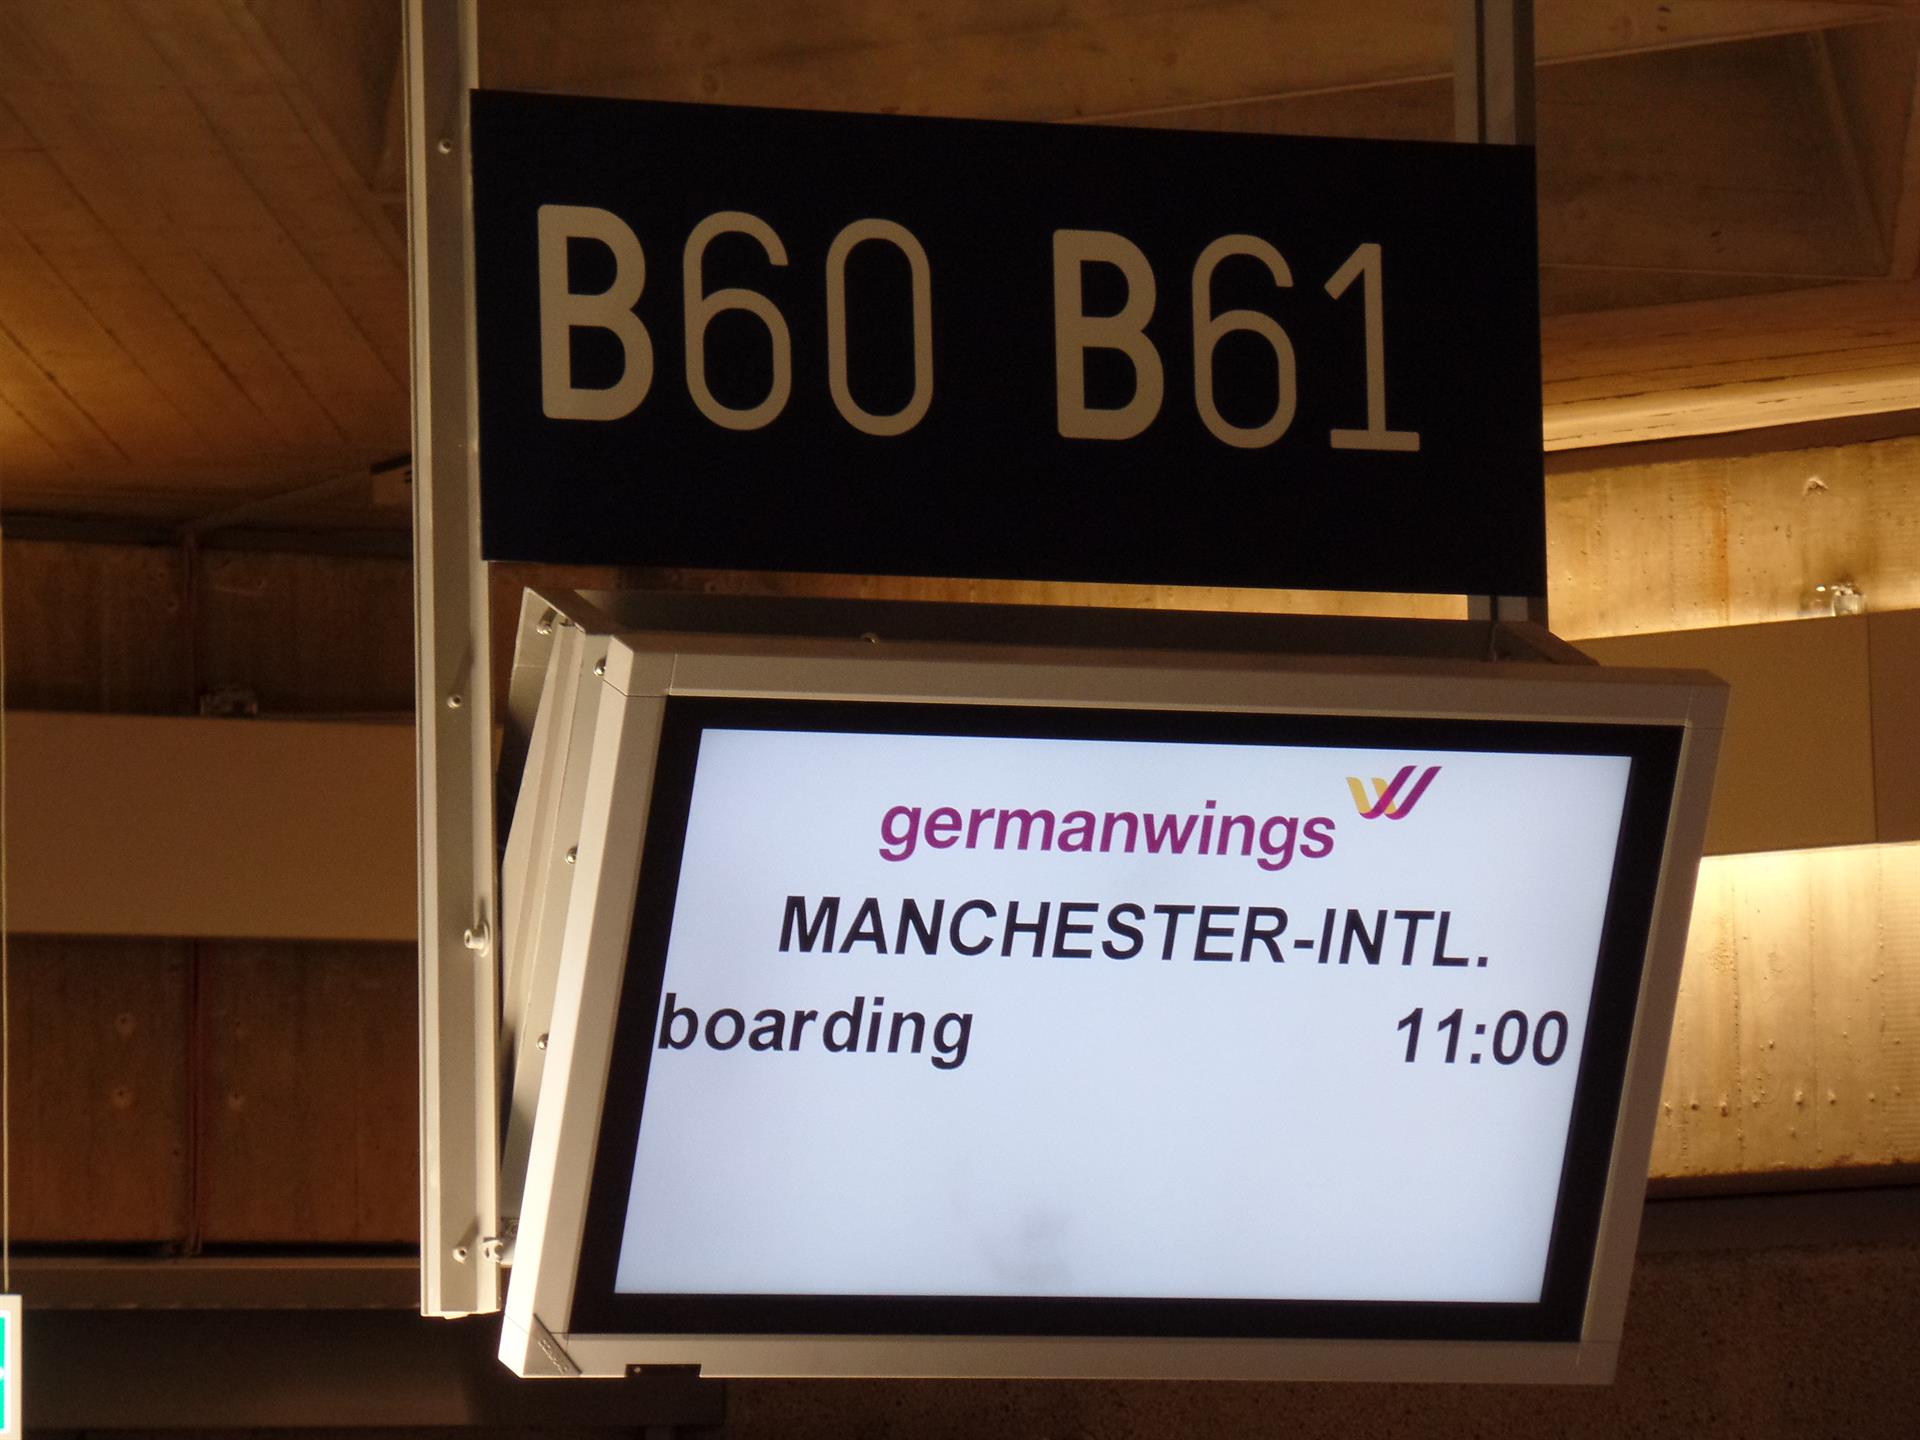 B60 B61
germanwings
MANCHESTER-INTL.
boarding 11:00